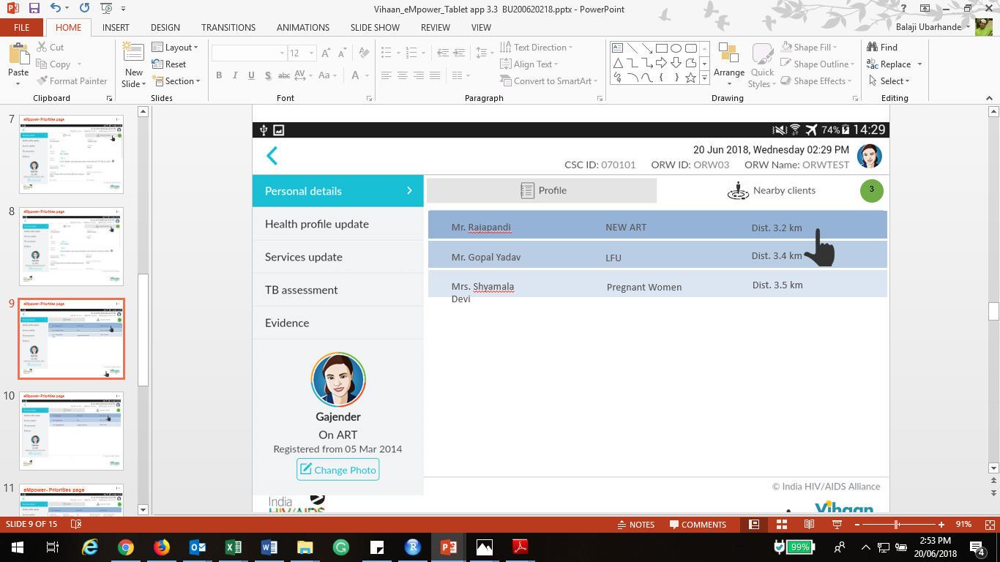 Vihaan_eMpower_Tablet app 3.3 BU200620218.pptx - PowerPoint
FILE HOME INSERT DESIGN TRANSITIONS ANIMATIONS SLIDE SHOW REVIEW VIEW Balaji Ubarhande
Paste
Cut
Copy
Format Painter
Clipboard
New Slide
Layout
Reset
Section
Slides
12
Font
Text Direction
Align Text
Convert to SmartArt
Paragraph
Arrange
Quick Styles
Shape Fill
Shape Outline
Shape Effects
Drawing
Find
Replace
Select
Editing
7
eMpower- Priorities page
8
eMpower- Priorities page
9
eMpower- Priorities page
10
eMpower- Priorities page
11
eMpower- Priorities page
74% 14:29
20 Jun 2018, Wednesday 02:29 PM
CSC ID: 070101 ORW ID: ORW03 ORW Name: ORWTEST
Personal details
Health profile update
Services update
TB assessment
Evidence
Gajender
On ART
Registered from 05 Mar 2014
Change Photo
Profile Nearby clients 3
Mr. Rajapandi NEW ART Dist. 3.2 km
Mr. Gopal Yadav LFU Dist. 3.4 km
Mrs. Shyamala Pregnant Women Dist. 3.5 km
Devi
© India HIV/AIDS Alliance
India
HIV/AIDS
Vihaan
SLIDE 9 OF 15 NOTES COMMENTS 91%
99% 2:53 PM
20/06/2018 4